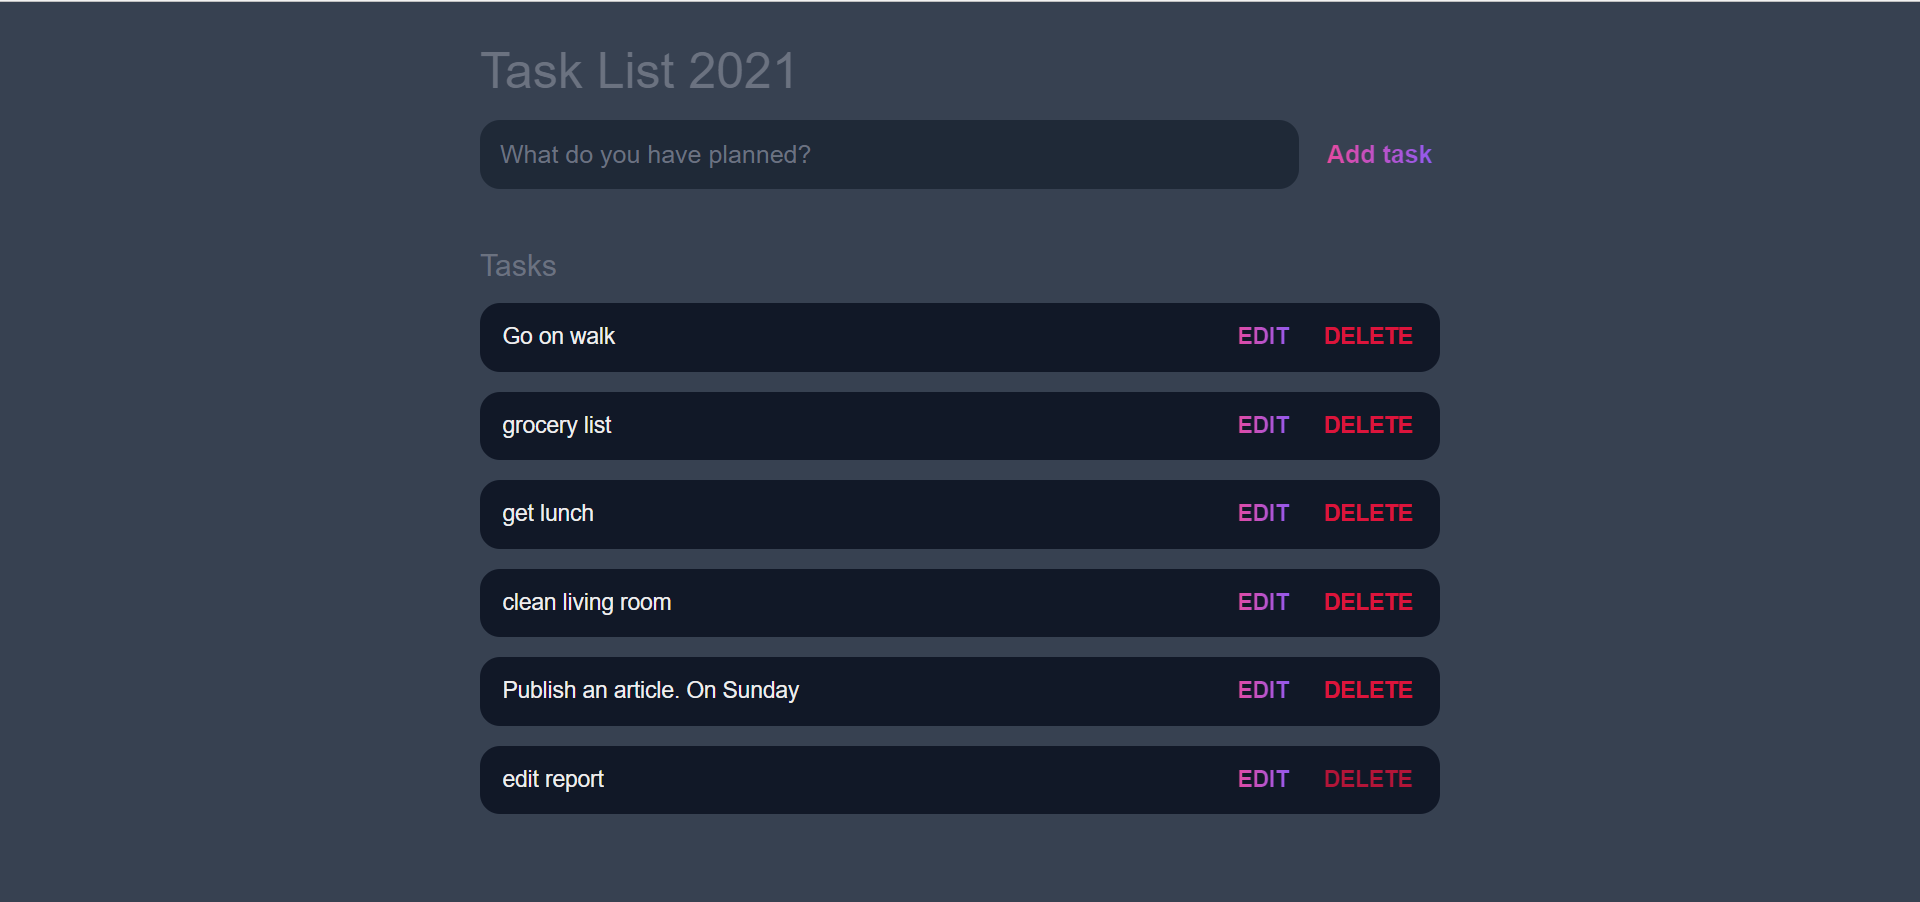 Task List 2021
What do you have planned? Add task
Tasks
Go on walk EDIT DELETE
grocery list EDIT DELETE
get lunch EDIT DELETE
clean living room EDIT DELETE
Publish an article. On Sunday EDIT DELETE
edit report EDIT DELETE